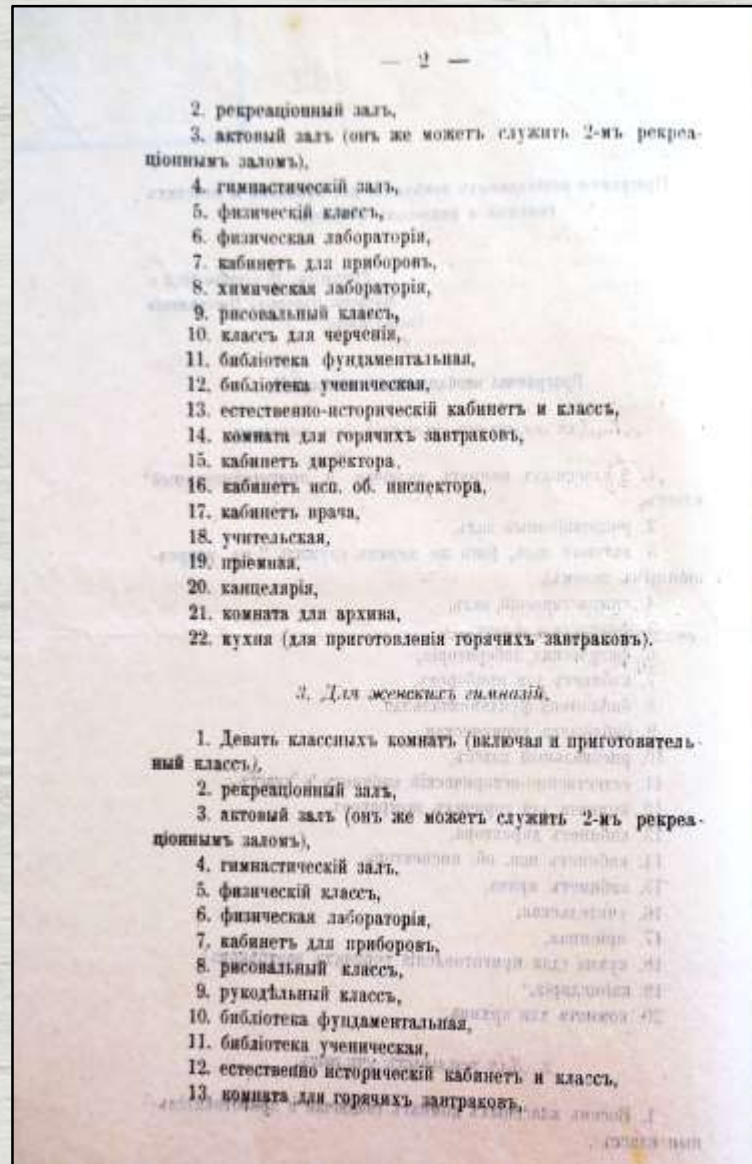 — 2 —
2. рекреаціонный залъ,
3. актовый залъ (онъ же можетъ служить 2-мъ рекреа-
ціоннымъ заломъ),
4. гимнастическій залъ,
5. физическій классъ,
6. физическая лабораторія,
7. кабинетъ для приборовъ,
8. химическая лабораторія,
9. рисовальный классъ,
10. классъ для черченія,
11. библіотека фундаментальная,
12. библіотека ученическая,
13. естественно-историческій кабинетъ и классъ,
14. комната для горячихъ завтраковъ,
15. кабинетъ директора,
16. кабинетъ исп. об. инспектора,
17. кабинетъ врача,
18. учительская,
19. пріемная,
20. канцелярія,
21. комната для архива,
22. кухня (для приготовленія горячихъ завтраковъ).
3. Для женскихъ гимназій.
1. Девять классныхъ комнатъ (включая и приготовитель-
ный классъ),
2. рекреаціонный залъ,
3. актовый залъ (онъ же можетъ служить 2-мъ рекреа-
ціоннымъ заломъ),
4. гимнастическій залъ,
5. физическій классъ,
6. физическая лабораторія,
7. кабинетъ для приборовъ,
8. рисовальный классъ,
9. рукодѣльный классъ,
10. библіотека фундаментальная,
11. библіотека ученическая,
12. естественно историческій кабинетъ и классъ,
13. комната для горячихъ завтраковъ,